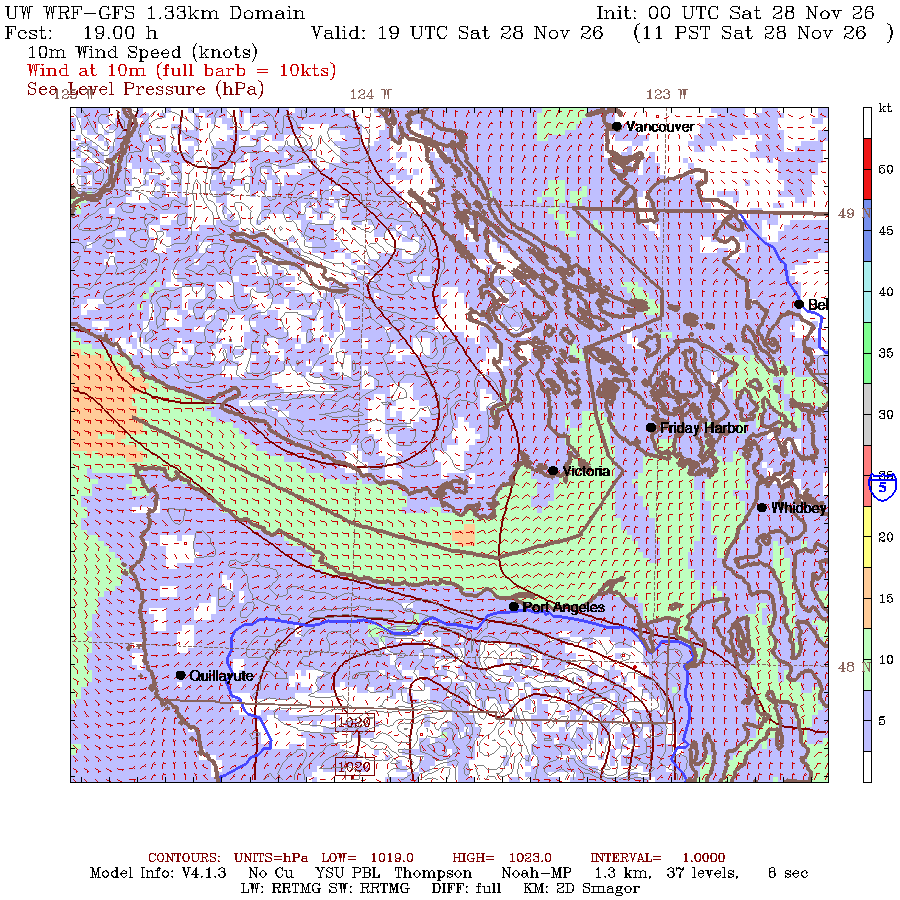 UW WRF-GFS 1.33km Domain Init: 00 UTC Sat 28 Nov 26
Fcst: 19.00 h Valid: 19 UTC Sat 28 Nov 26 (11 PST Sat 28 Nov 26 )
10m Wind Speed (knots)
Wind at 10m (full barb = 10kts)
Sea Level Pressure (hPa)
125 W 124 W 123 W kt
Vancouver
60
49 N
45
40
Bel
35
30
Friday Harbor
Victoria
25
5
Whidbey
20
15
Port Angeles
10
48 N
Quillayute
5
1020
1020
CONTOURS: UNITS=hPa LOW= 1019.0 HIGH= 1023.0 INTERVAL= 1.0000
Model Info: V4.1.3 No Cu YSU PBL Thompson Noah-MP 1.3 km, 37 levels, 8 sec
LW: RRTMG SW: RRTMG DIFF: full KM: 2D Smagor